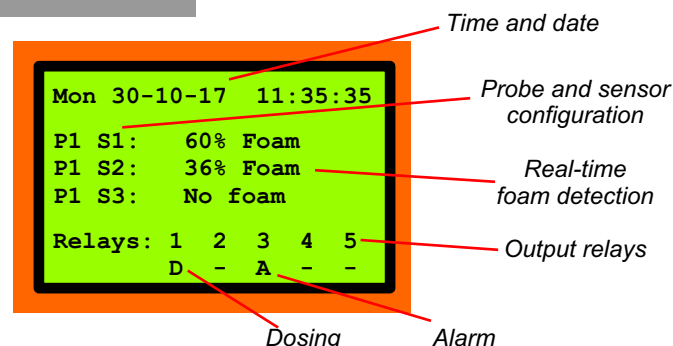 Time and date
Mon 30-10-17 11:35:35
Probe and sensor
configuration
P1 S1: 60% Foam
P1 S2: 36% Foam
Real-time
foam detection
P1 S3: No foam
Relays: 1 2 3 4 5
Output relays
D - A - -
Dosing
Alarm